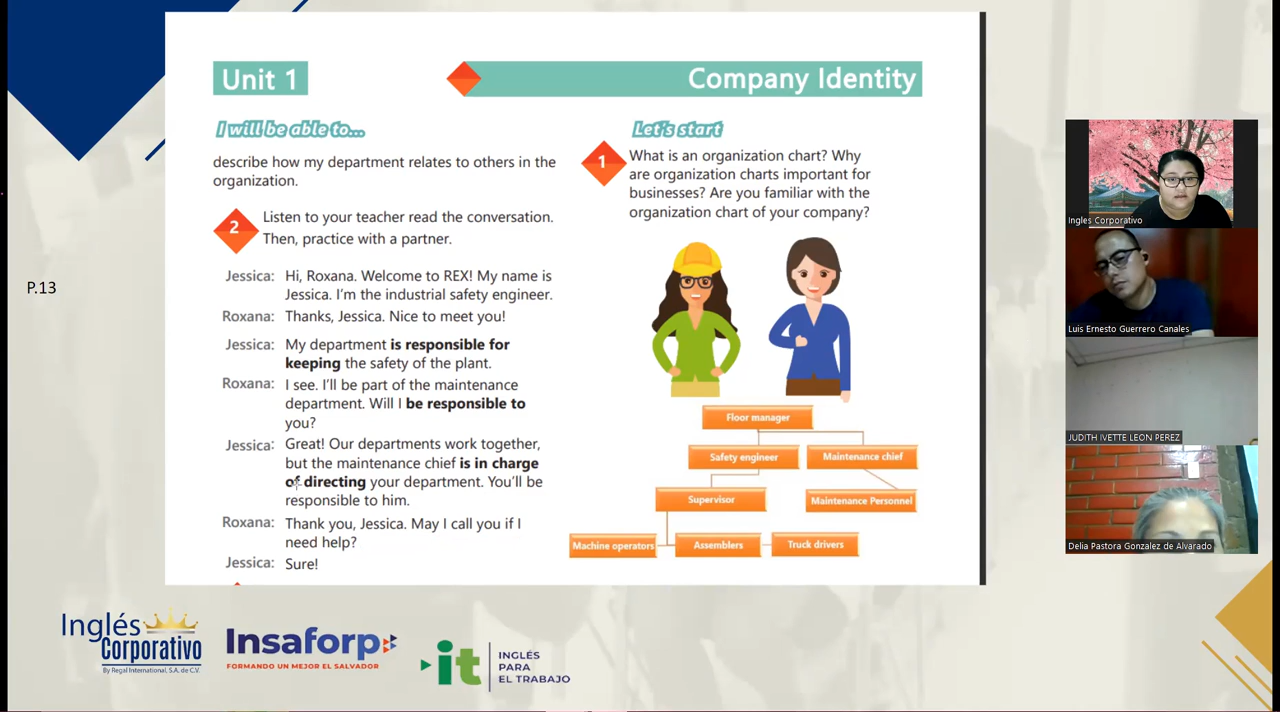 Unit 1
Company Identity
I will be able to...
describe how my department relates to others in the
organization.
2
Listen to your teacher read the conversation.
Then, practice with a partner.
Jessica: Hi, Roxana. Welcome to REX! My name is
Jessica. I'm the industrial safety engineer.
Roxana: Thanks, Jessica. Nice to meet you!
Jessica: My department is responsible for
keeping the safety of the plant.
Roxana: I see. I'll be part of the maintenance
department. Will I be responsible to
you?
Jessica: Great! Our departments work together,
but the maintenance chief is in charge
of directing your department. You'll be
responsible to him.
Roxana: Thank you, Jessica. May I call you if I
need help?
Jessica: Sure!
Let's start
1
What is an organization chart? Why
are organization charts important for
businesses? Are you familiar with the
organization chart of your company?
Floor manager
Safety engineer
Maintenance chief
Supervisor
Maintenance Personnel
Machine operators
Assemblers
Truck drivers
P.13
Ingles Corporativo
Luis Ernesto Guerrero Canales
JUDITH IVETTE LEON PEREZ
Delia Pastora Gonzalez de Alvarado
Inglés
Corporativo
By Regal International, S.A. de C.V.
Insaforp
FORMANDO UN MEJOR EL SALVADOR
it
INGLÉS
PARA
EL TRABAJO